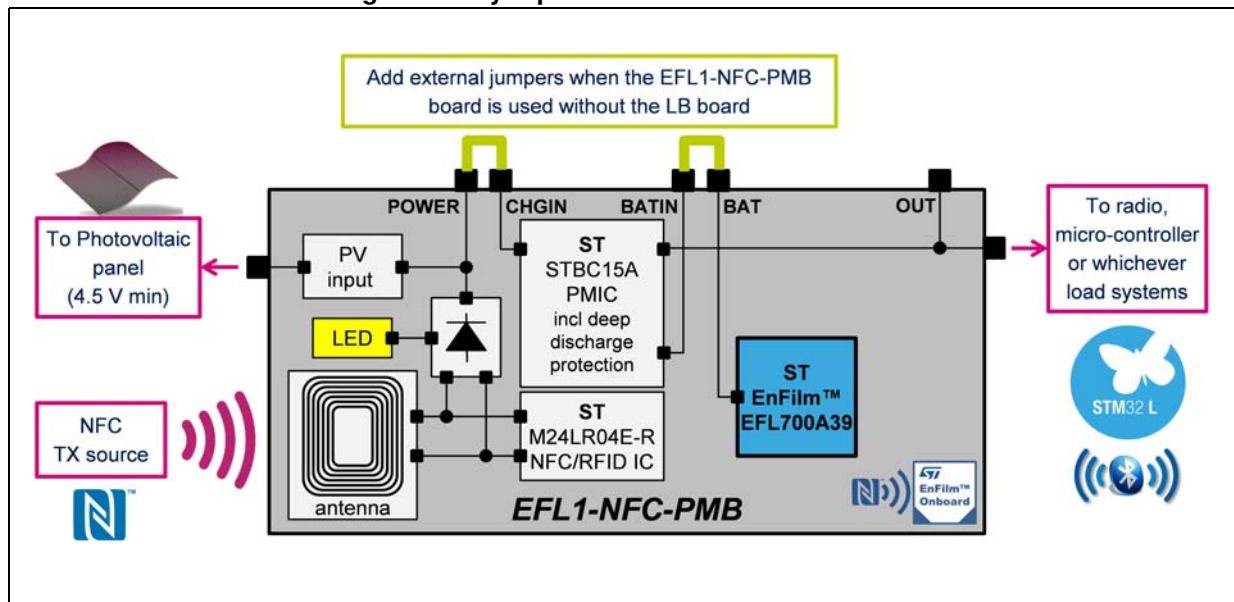 Add external jumpers when the EFL1-NFC-PMB
board is used without the LB board
POWER
CHGIN
BATIN
BAT
OUT
To Photovoltaic
panel
(4.5 V min)
PV
input
ST
STBC15A
PMIC
incl deep
discharge
protection
To radio,
micro-controller
or whichever
load systems
LED
ST
EnFilm™
EFL700A39
STM32 L
NFC
TX source
antenna
ST
M24LR04E-R
NFC/RFID IC
EFL1-NFC-PMB
ST
EnFilm™
Onboard